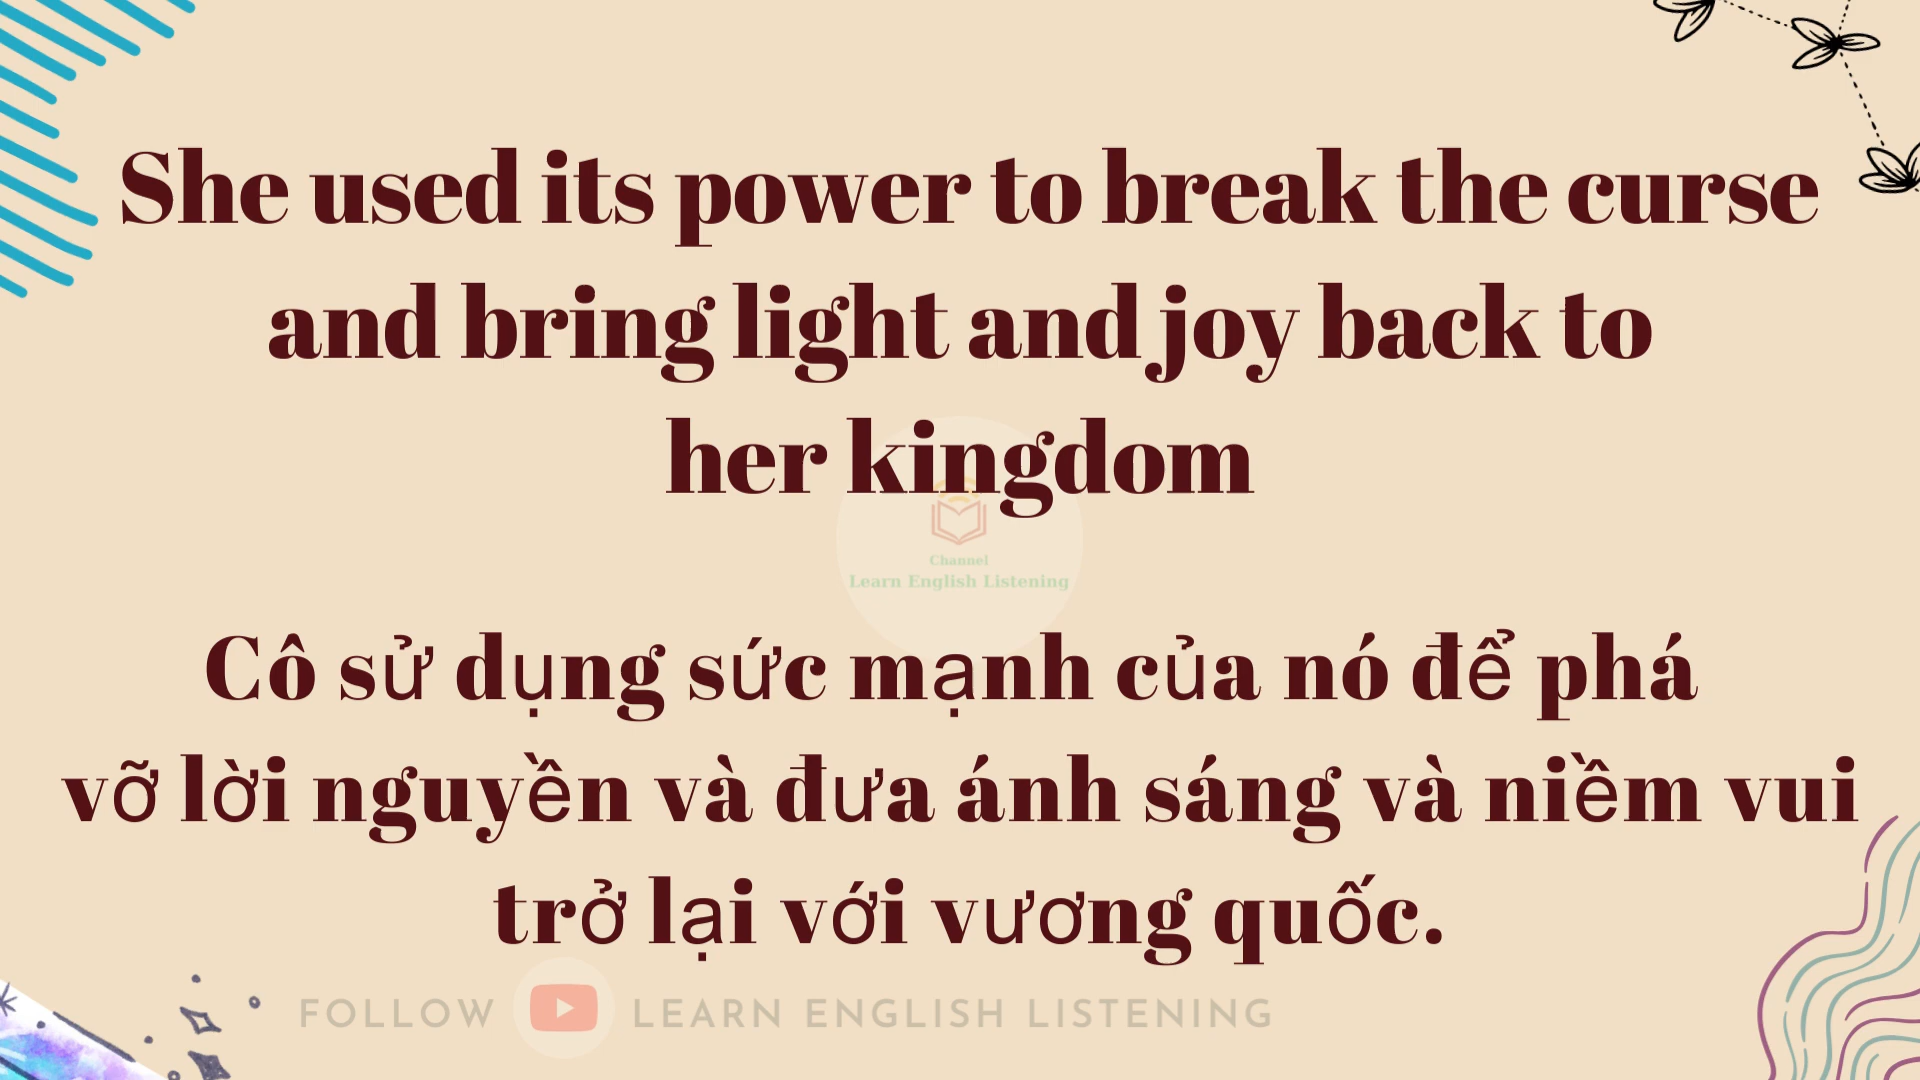 She used its power to break the curse
and bring light and joy back to
her kingdom
Channel
Learn English Listening
Cô sử dụng sức mạnh của nó để phá
vỡ lời nguyền và đưa ánh sáng và niềm vui
trở lại với vương quốc.
FOLLOW LEARN ENGLISH LISTENING